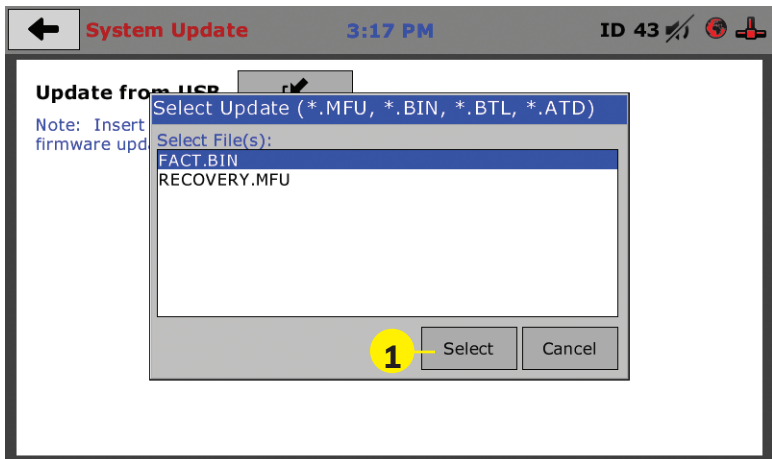 System Update 3:17 PM ID 43
Update from USB
Select Update (*.MFU, *.BIN, *.BTL, *.ATD)
Note: Insert
Select File(s):
firmware upd
FACT.BIN
RECOVERY.MFU
1 Select Cancel